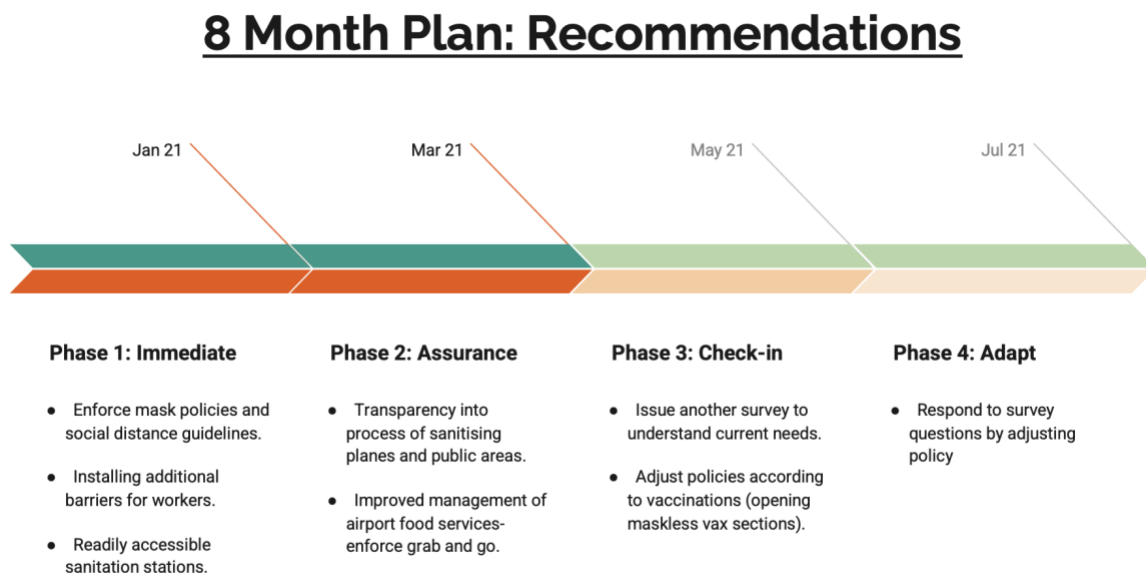 8 Month Plan: Recommendations
Jan 21
Mar 21
May 21
Jul 21
Phase 1: Immediate
● Enforce mask policies and
social distance guidelines.
● Installing additional
barriers for workers.
● Readily accessible
sanitation stations.
Phase 2: Assurance
● Transparency into
process of sanitising
planes and public areas.
● Improved management of
airport food services-
enforce grab and go.
Phase 3: Check-in
● Issue another survey to
understand current needs.
● Adjust policies according
to vaccinations (opening
maskless vax sections).
Phase 4: Adapt
● Respond to survey
questions by adjusting
policy